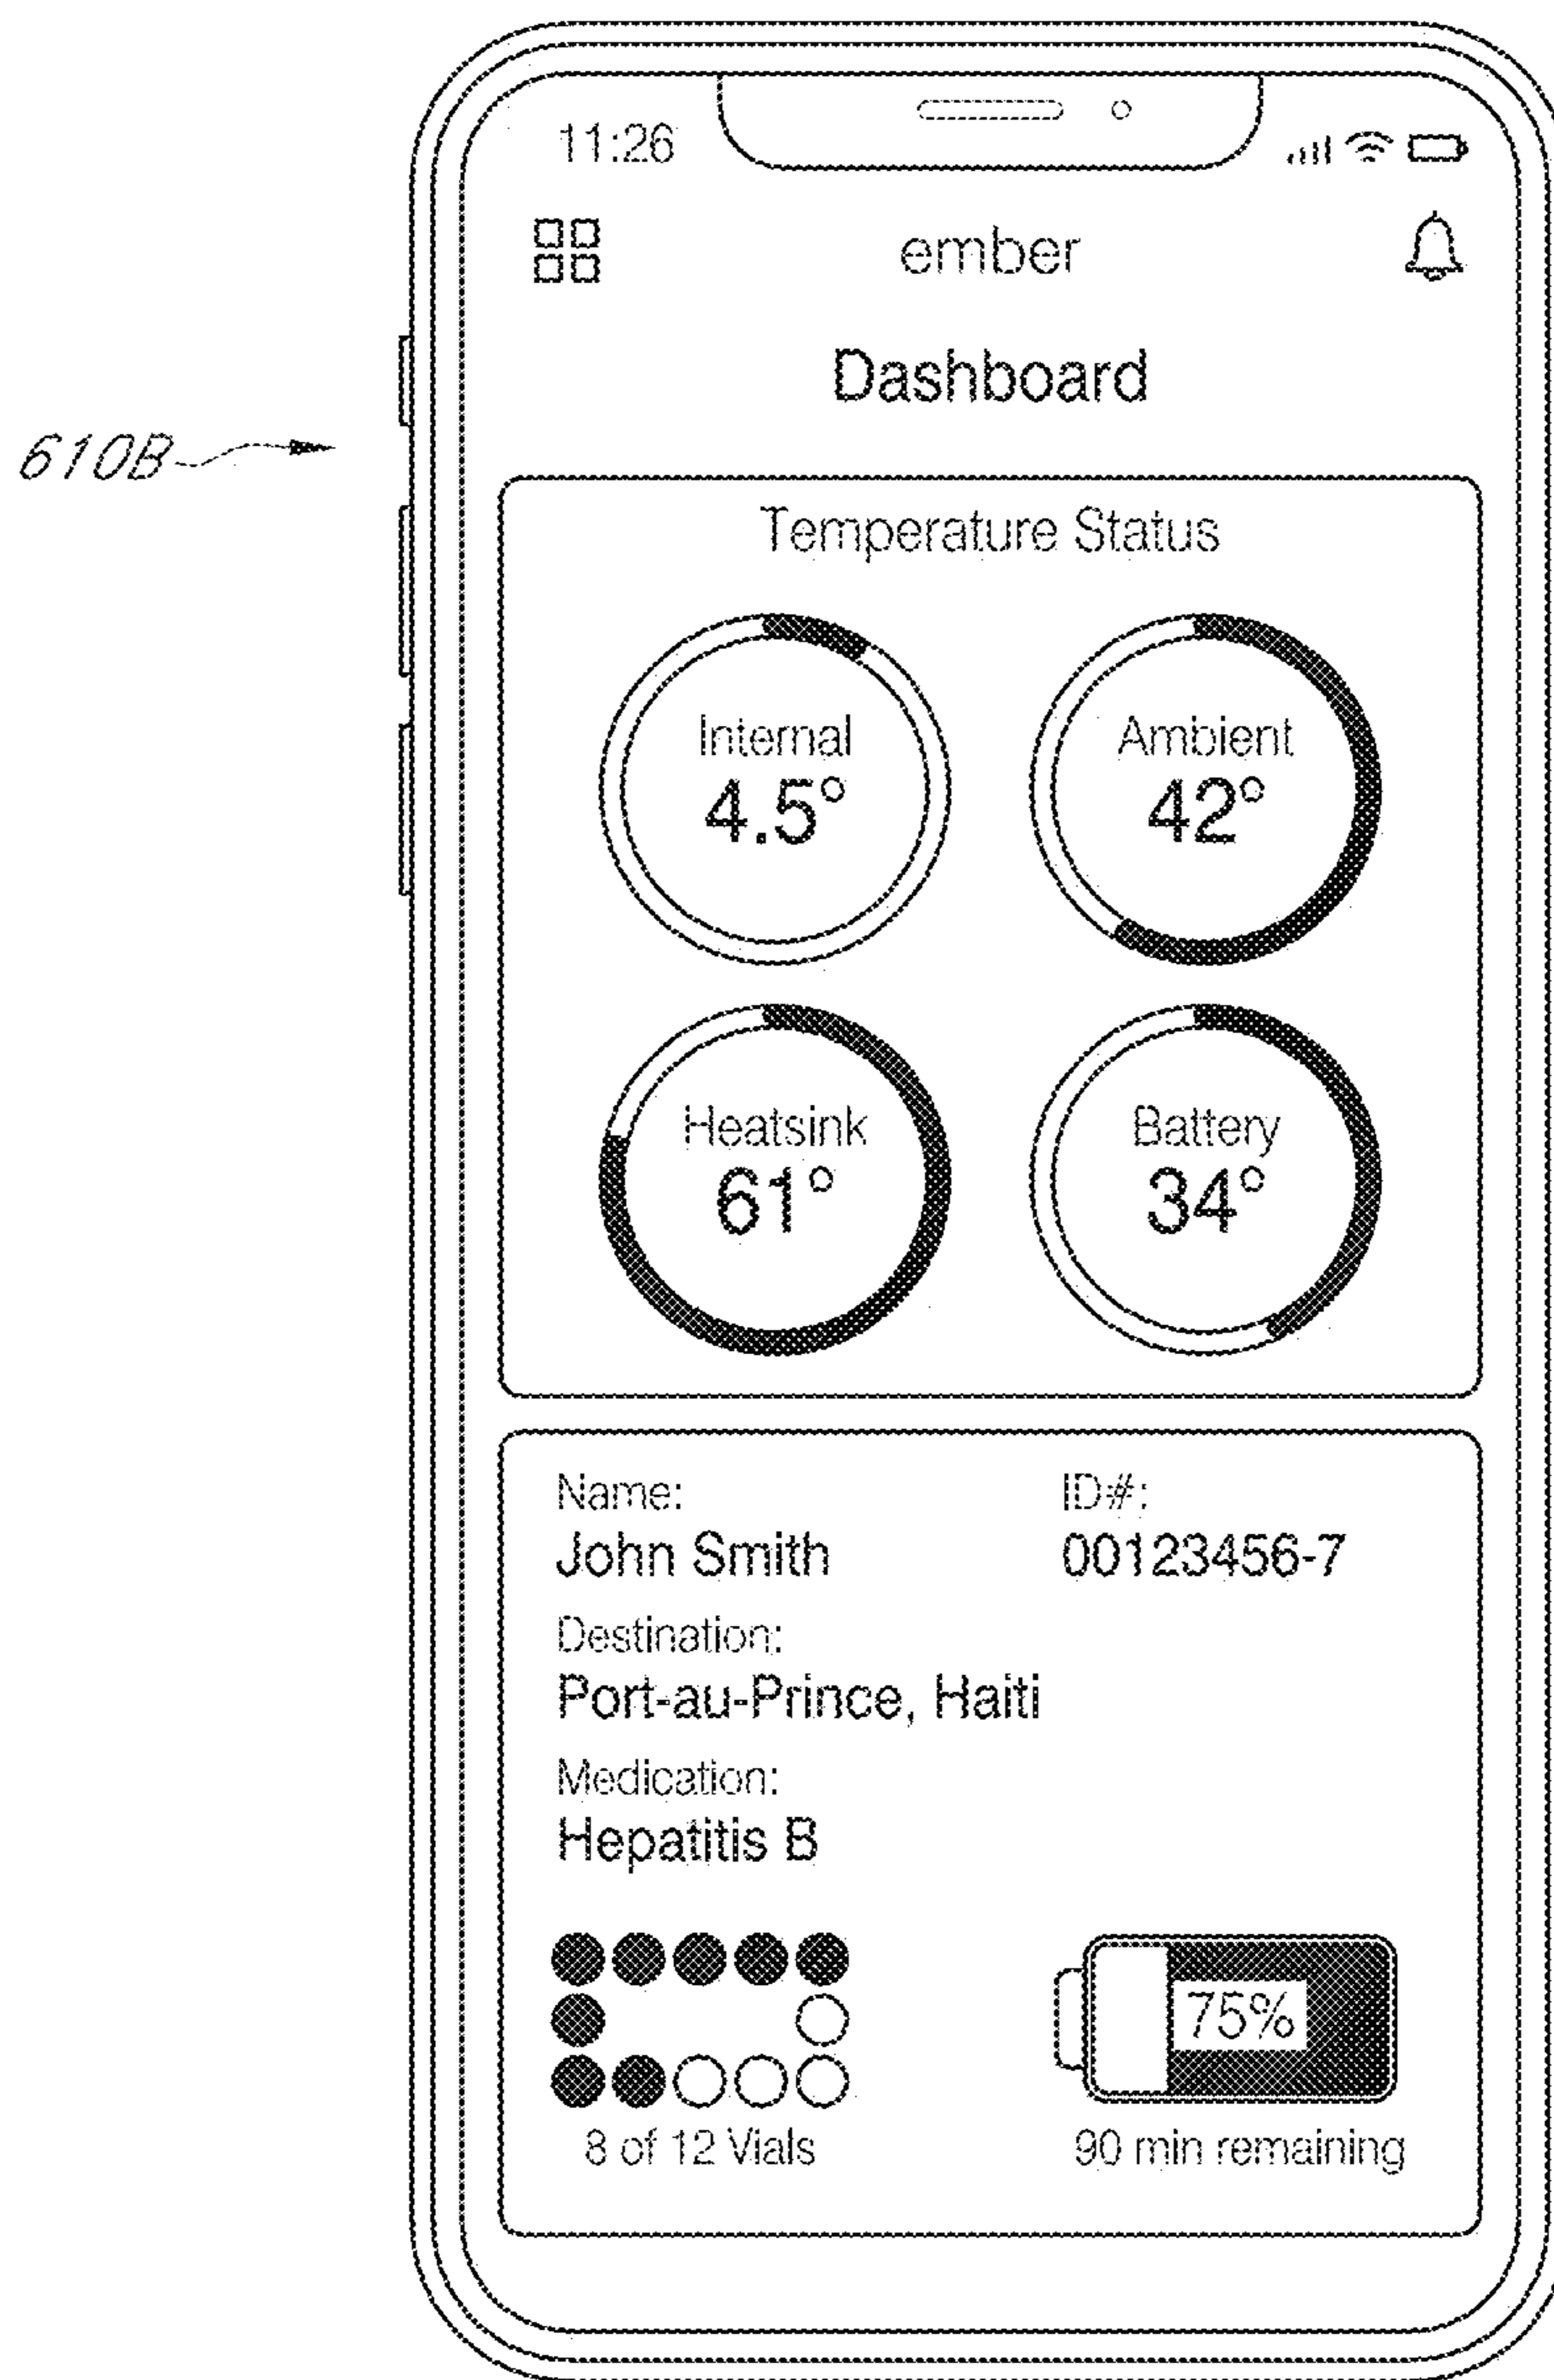 11:26
ember
Dashboard
610B
Temperature Status
Internal
4.5°
Ambient
42°
Heatsink
61°
Battery
34°
Name:
John Smith
ID#:
00123456-7
Destination:
Port-au-Prince, Haiti
Medication:
Hepatitis B
75%
8 of 12 Vials
90 min remaining